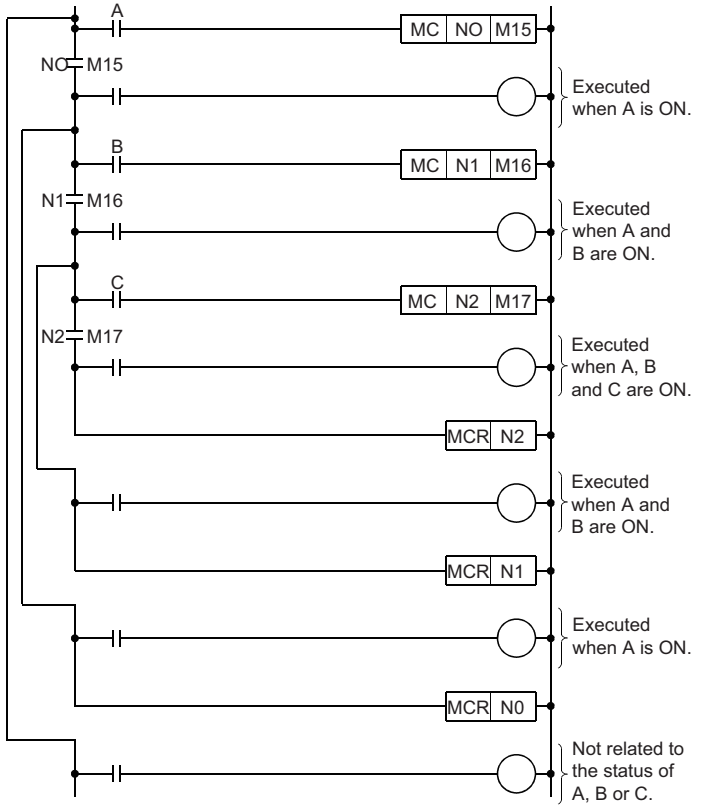 A
MC NO M15
NO M15
Executed
when A is ON.
B
MC N1 M16
N1 M16
Executed
when A and
B are ON.
C
MC N2 M17
N2 M17
Executed
when A, B
and C are ON.
MCR N2
Executed
when A and
B are ON.
MCR N1
Executed
when A is ON.
MCR N0
Not related to
the status of
A, B or C.